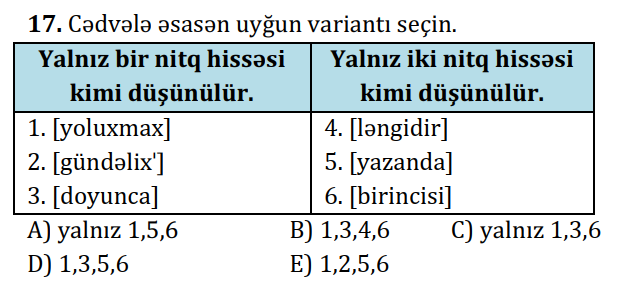 17. Cədvələ əsasən uyğun variantı seçin.
Yalnız bir nitq hissəsi kimi düşünülür.
Yalnız iki nitq hissəsi kimi düşünülür.
1. [yoluxmax]
2. [gündəlix']
3. [doyunca]
4. [ləngidir]
5. [yazanda]
6. [birincisi]
A) yalnız 1,5,6 B) 1,3,4,6 C) yalnız 1,3,6
D) 1,3,5,6 E) 1,2,5,6